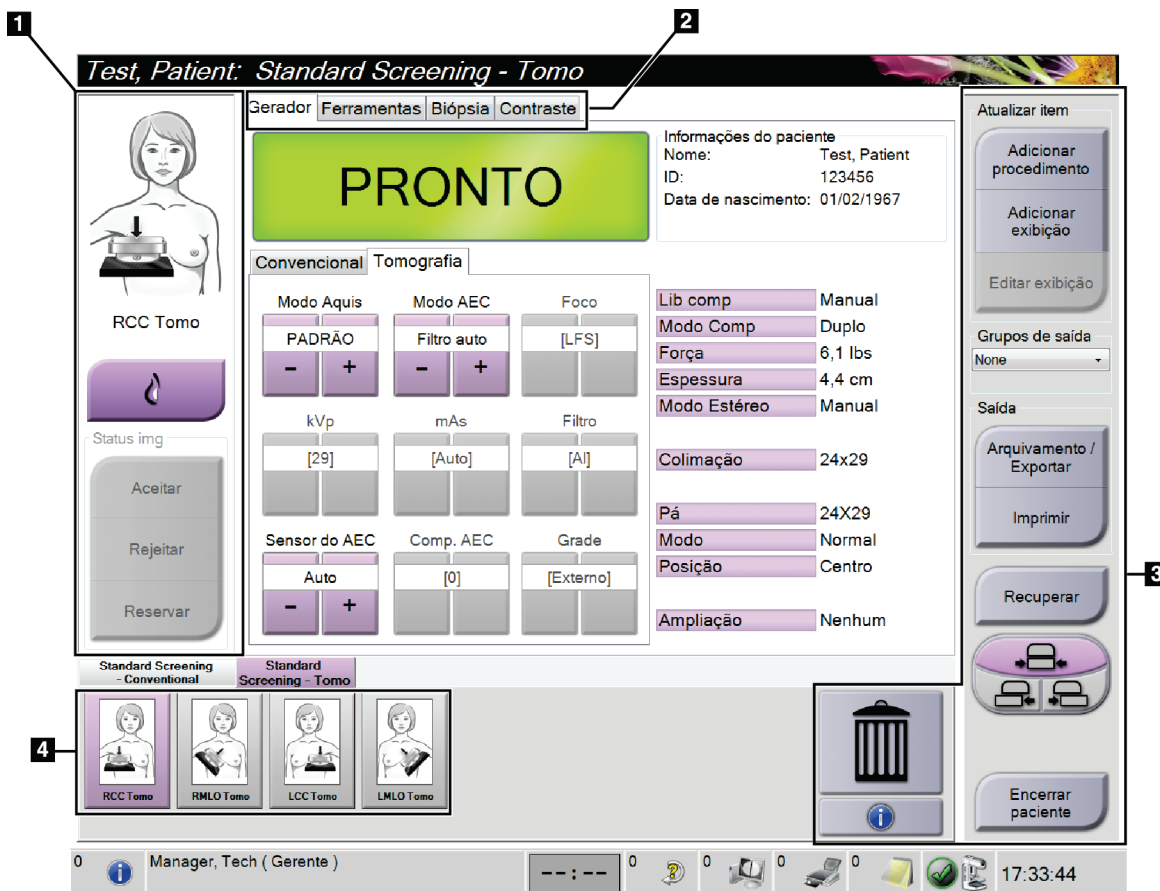 1
2
Test, Patient: Standard Screening - Tomo
Gerador Ferramentas Biópsia Contraste
PRONTO
Informações do paciente
Nome: Test, Patient
ID: 123456
Data de nascimento: 01/02/1967
RCC Tomo
Status img
Aceitar
Rejeitar
Reservar
Convencional Tomografia
Modo Aquis Modo AEC Foco
PADRÃO Filtro auto [LFS]
- + - +
kVp mAs Filtro
[29] [Auto] [Al]
Sensor do AEC Comp. AEC Grade
Auto [0] [Externo]
- +
Lib comp Manual
Modo Comp Duplo
Força 6,1 lbs
Espessura 4,4 cm
Modo Estéreo Manual
Colimação 24x29
Pá 24X29
Modo Normal
Posição Centro
Ampliação Nenhum
Atualizar item
Adicionar
procedimento
Adicionar
exibição
Editar exibição
Grupos de saída
None
Saída
Arquivamento /
Exportar
Imprimir
3
Recuperar
Encerrar
paciente
Standard Screening
- Conventional
Standard
Screening - Tomo
4
RCC Tomo RMLO Tomo LCC Tomo LMLO Tomo
0 Manager, Tech ( Gerente ) --:-- 0 0 0 0 17:33:44